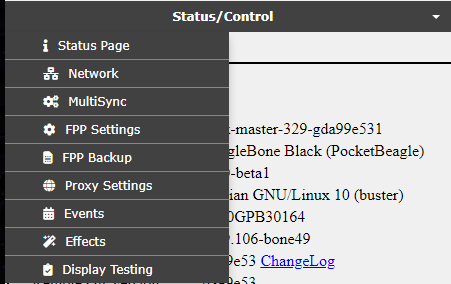 Status/Control
Status Page
Network
MultiSync
FPP Settings
-master-329-gda99e531
FPP Backup
gleBone Black (PocketBeagle)
-beta1
Proxy Settings
ian GNU/Linux 10 (buster)
Events
0GPB30164
Effects
.106-bone49
9e53 ChangeLog
Display Testing